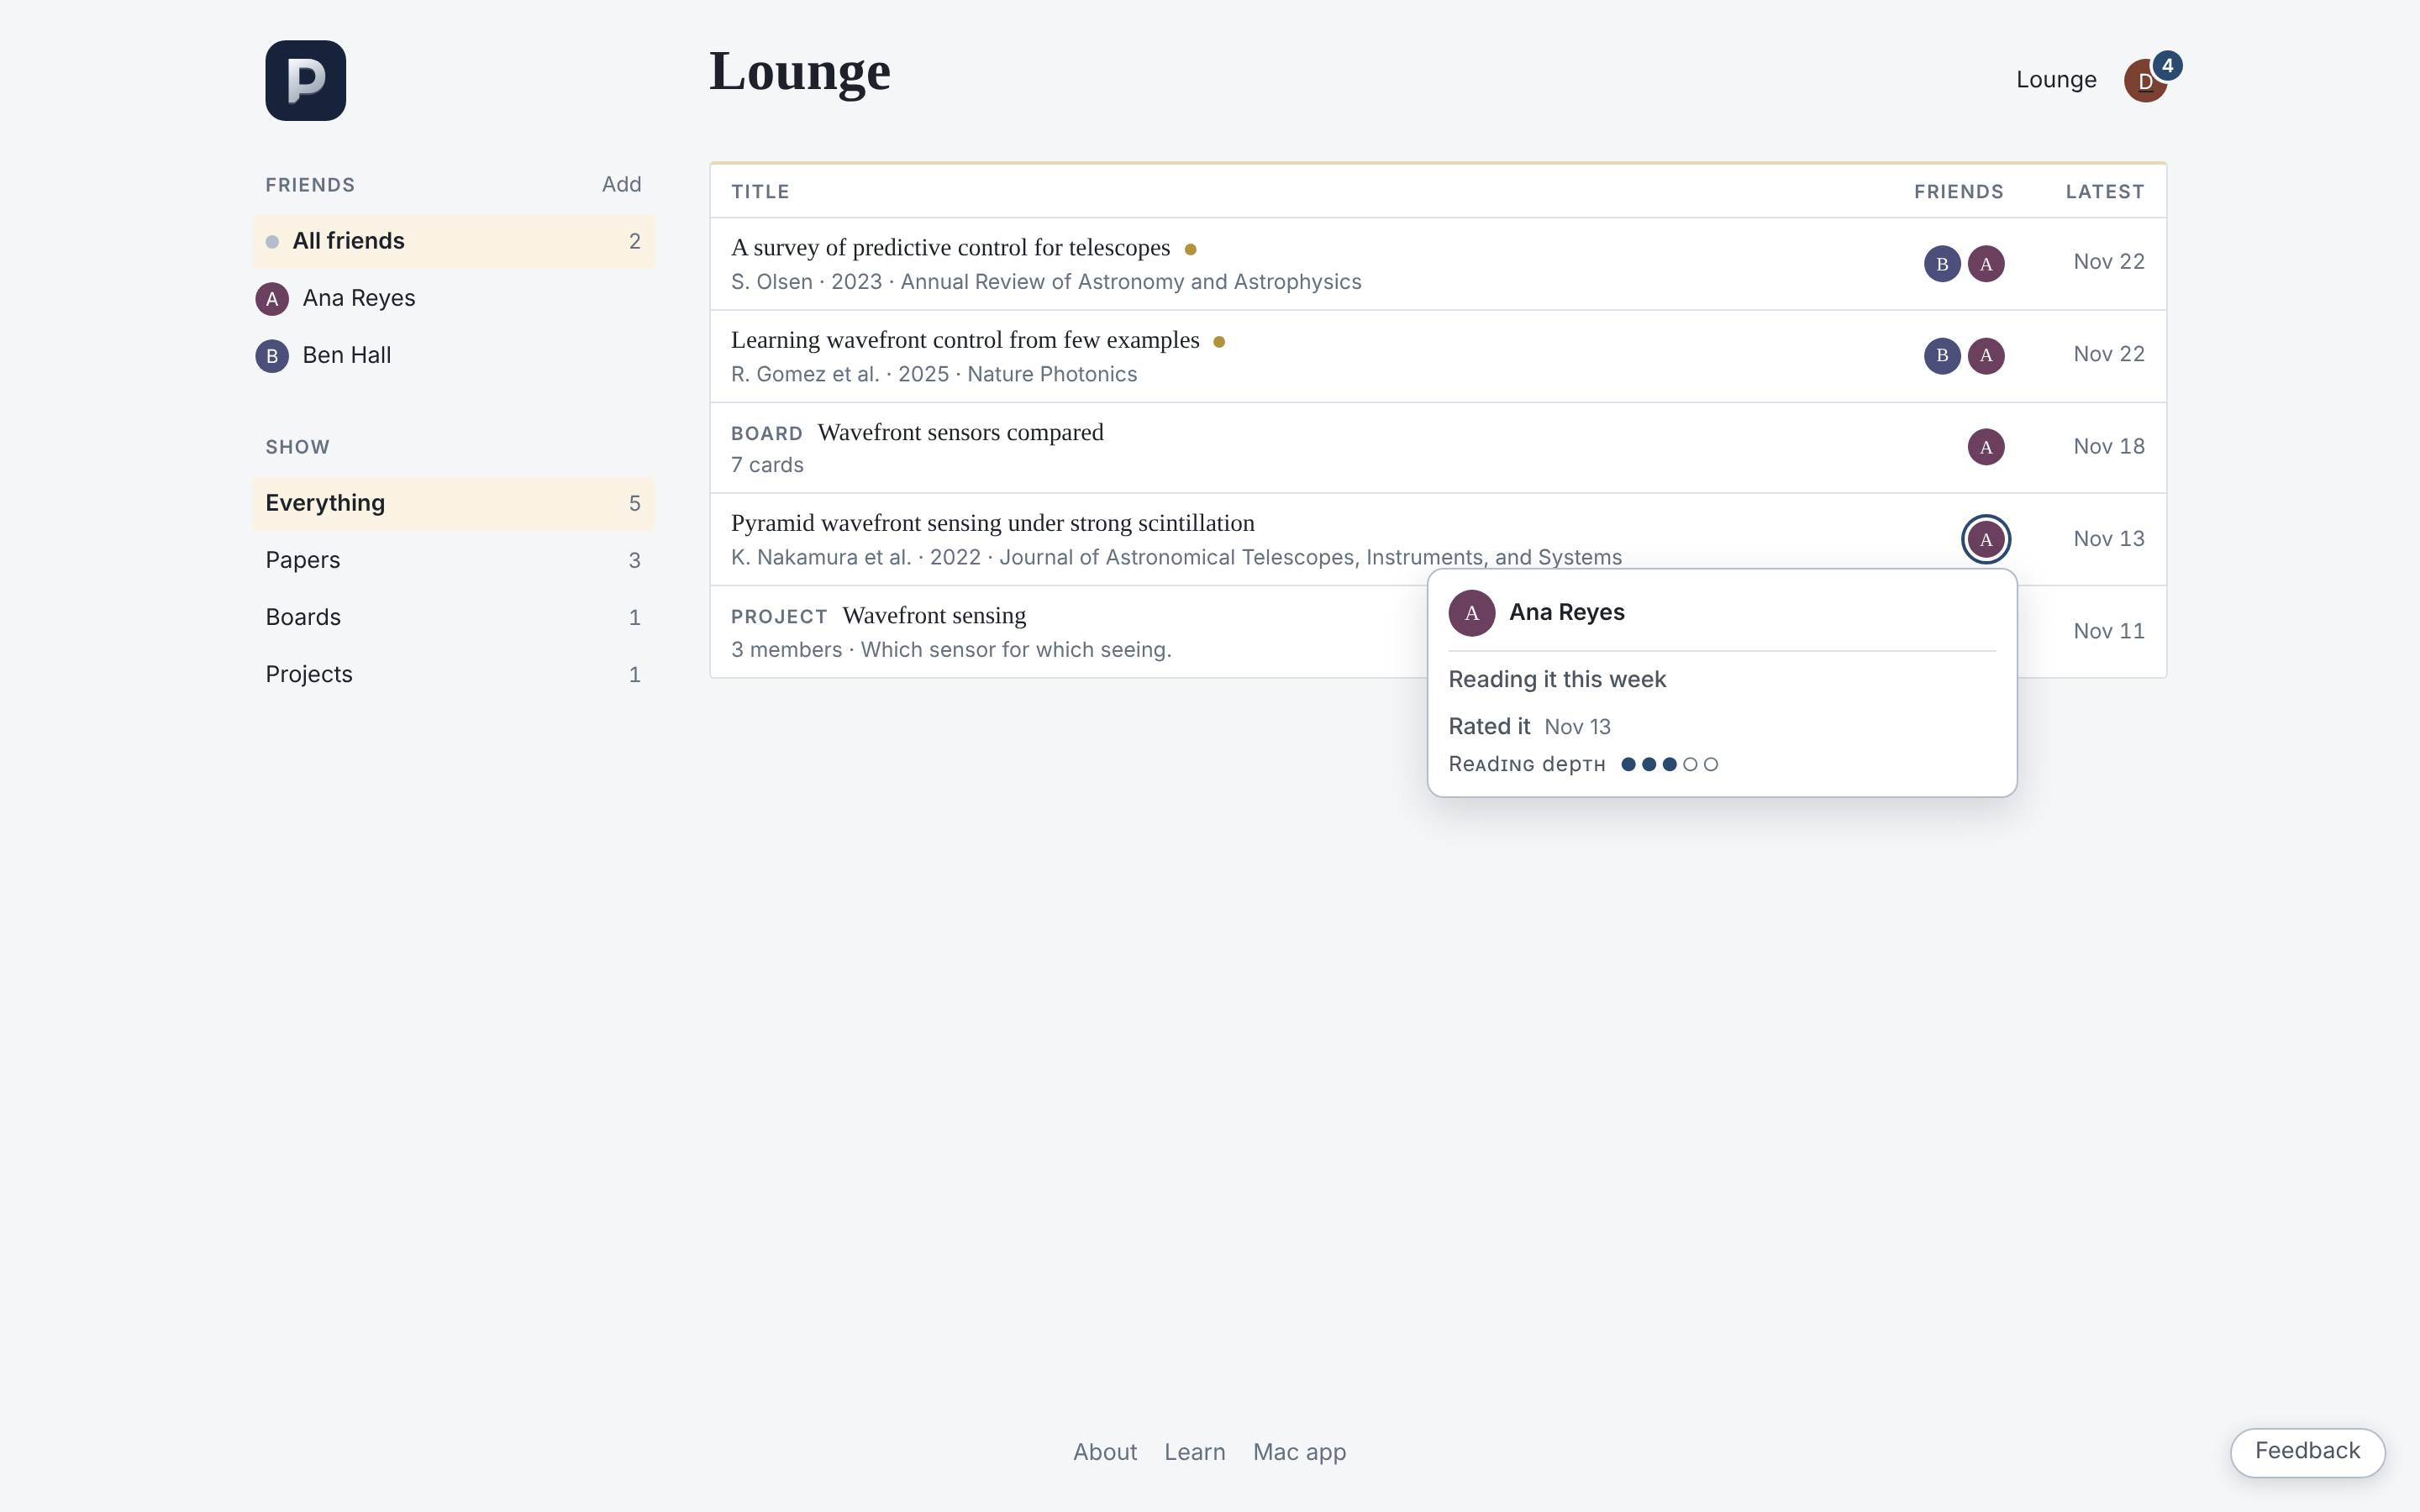 P
Lounge
Lounge
D
4
FRIENDS
Add
All friends
2
A
Ana Reyes
B
Ben Hall
SHOW
Everything
5
Papers
3
Boards
1
Projects
1
TITLE
FRIENDS
LATEST
A survey of predictive control for telescopes
S. Olsen · 2023 · Annual Review of Astronomy and Astrophysics
B
A
Nov 22
Learning wavefront control from few examples
R. Gomez et al. · 2025 · Nature Photonics
B
A
Nov 22
BOARD Wavefront sensors compared
7 cards
A
Nov 18
Pyramid wavefront sensing under strong scintillation
K. Nakamura et al. · 2022 · Journal of Astronomical Telescopes, Instruments, and Systems
A
Nov 13
PROJECT Wavefront sensing
3 members · Which sensor for which seeing.
Nov 11
A
Ana Reyes
Reading it this week
Rated it Nov 13
Reᴀdɪɴɢ depᴛʜ
About
Learn
Mac app
Feedback